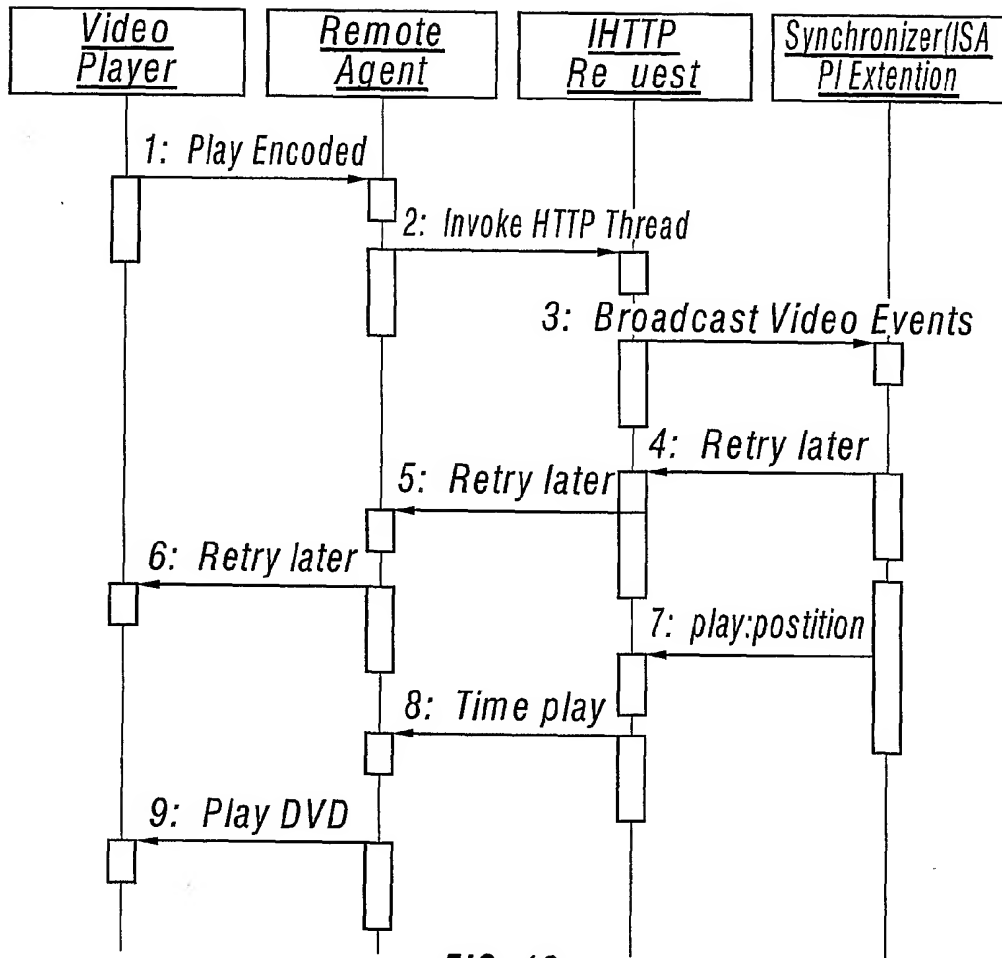 Video
Player
Remote
Agent
IHTTP
Re uest
Synchronizer(ISA
PI Extention
1: Play Encoded
2: Invoke HTTP Thread
3: Broadcast Video Events
4: Retry later
5: Retry later
6: Retry later
7: play:postition
8: Time play
9: Play DVD